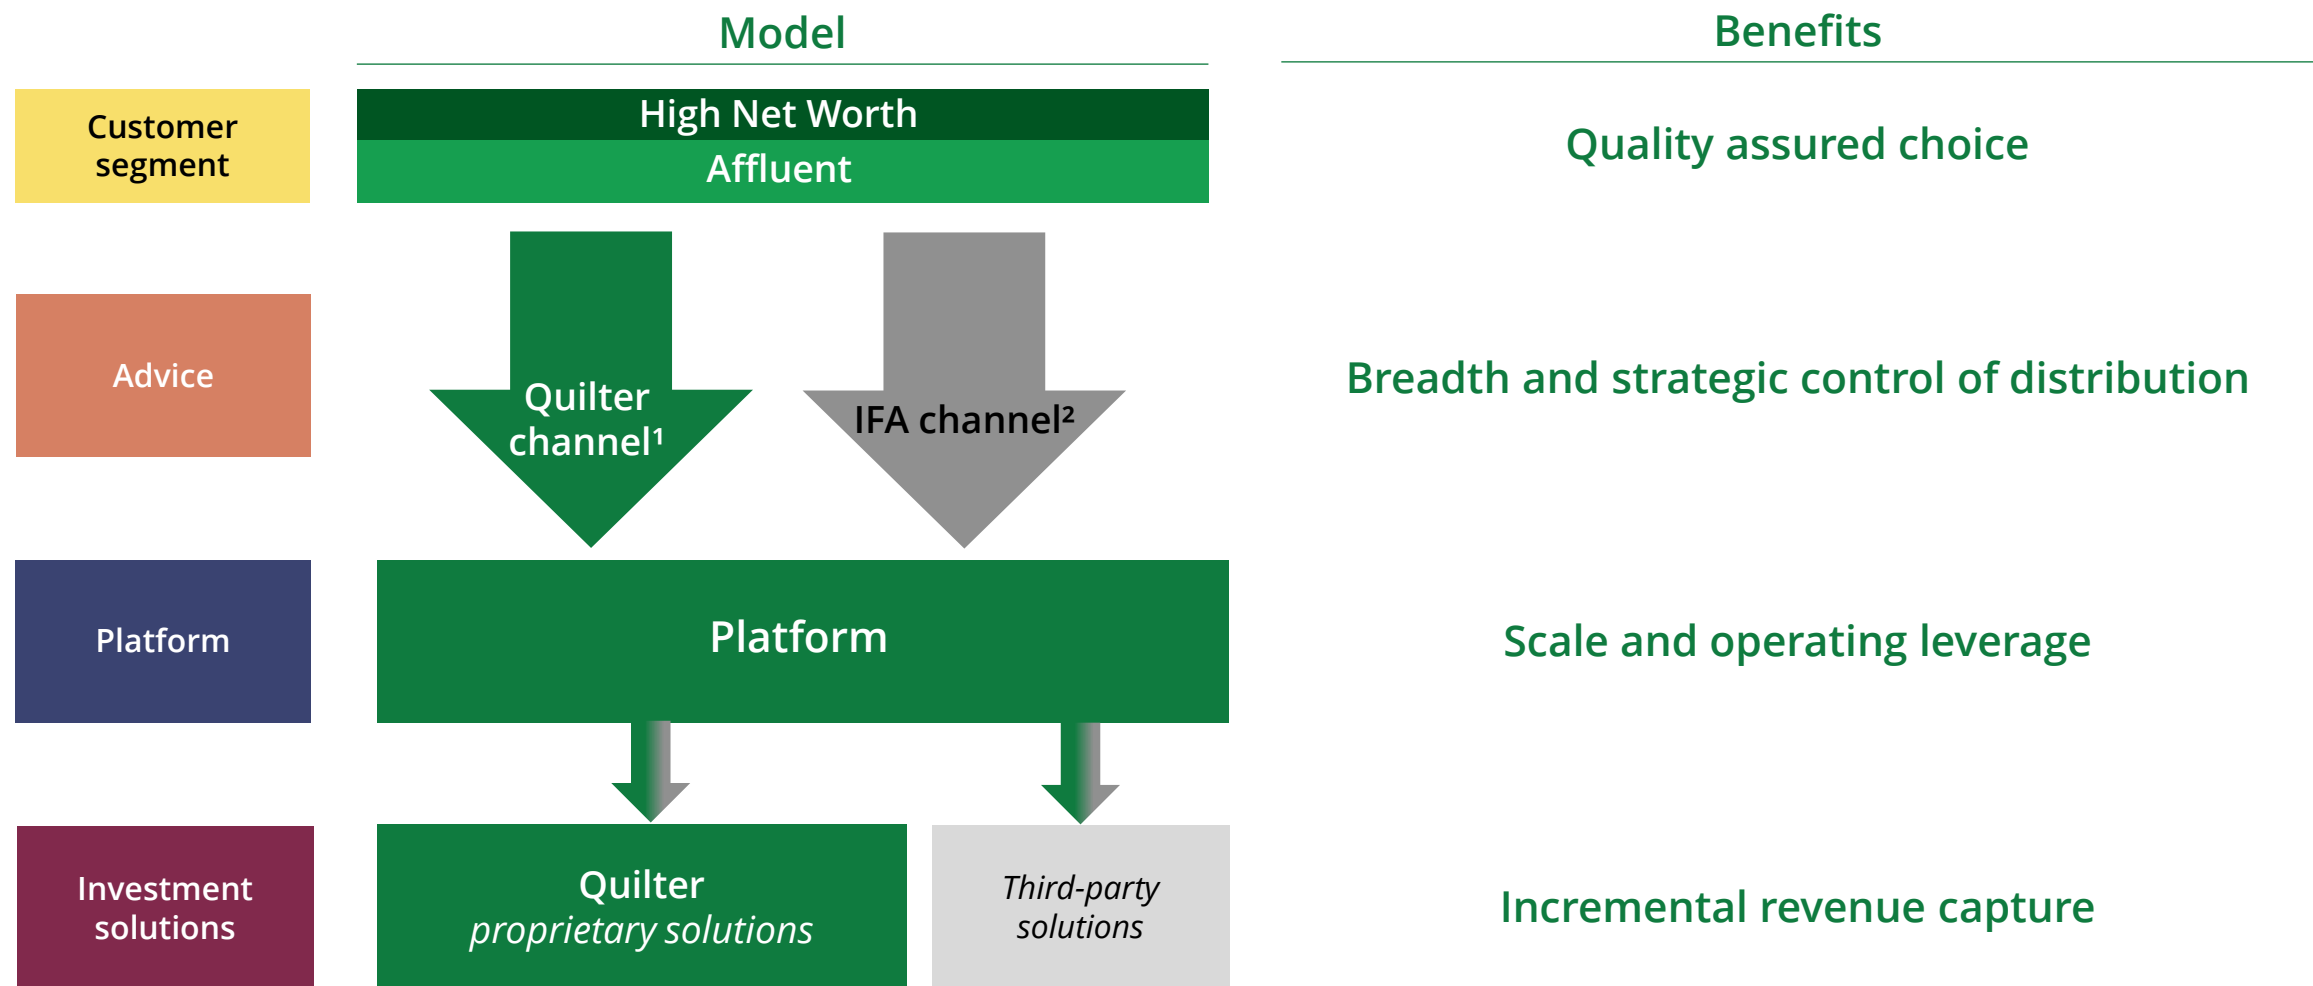 Model
Benefits
Customer
segment
High Net Worth
Affluent
Quality assured choice
Advice
Quilter
channel¹
IFA channel²
Breadth and strategic control of distribution
Platform
Platform
Scale and operating leverage
Investment
solutions
Quilter
proprietary solutions
Third-party
solutions
Incremental revenue capture